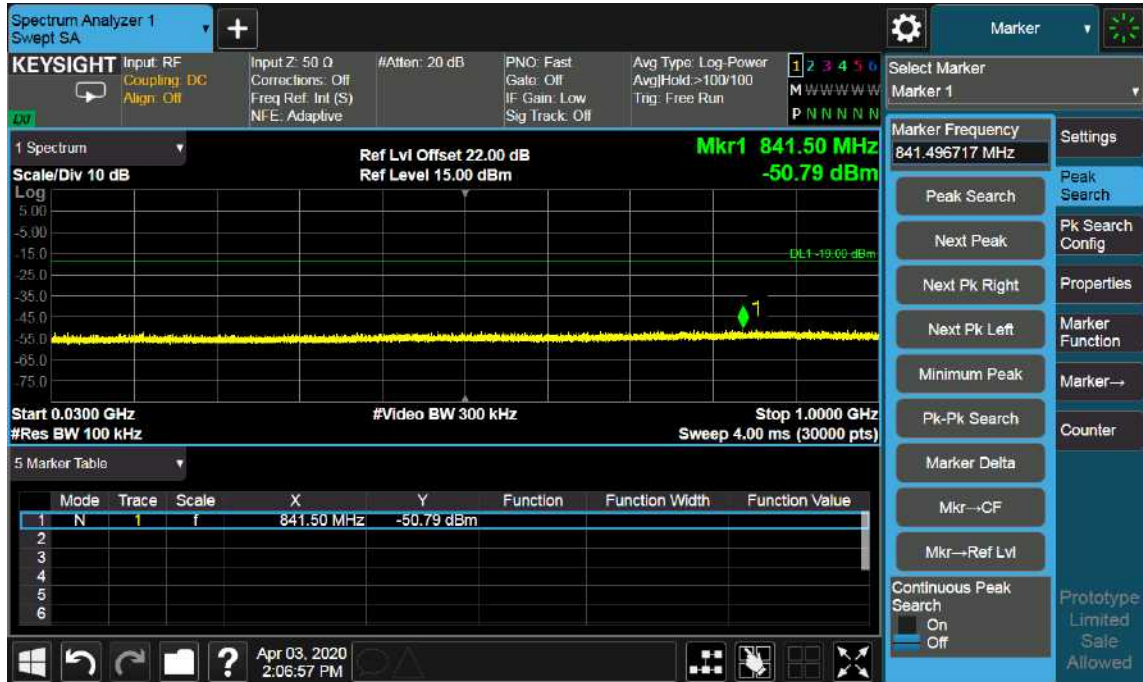 Spectrum Analyzer 1
Swept SA
+
Marker
KEYSIGHT
Input: RF
Coupling: DC
Align: Off
Input Z: 50 Ω
Corrections: Off
Freq Ref: Int (S)
NFE: Adaptive
#Atten: 20 dB
PNO: Fast
Gate: Off
IF Gain: Low
Sig Track: Off
Avg Type: Log-Power
Avg|Hold:>100/100
Trig: Free Run
1 2 3 4 5 6
M W W W W W
P N N N N N
LXI
Select Marker
Marker 1
1 Spectrum
Scale/Div 10 dB
Ref Lvl Offset 22.00 dB
Ref Level 15.00 dBm
Mkr1 841.50 MHz
-50.79 dBm
Log
5.00
-5.00
-15.0
-25.0
-35.0
-45.0
-55.0
-65.0
-75.0
DL1 -19.00 dBm
1
Start 0.0300 GHz
#Res BW 100 kHz
#Video BW 300 kHz
Stop 1.0000 GHz
Sweep 4.00 ms (30000 pts)
5 Marker Table
Mode Trace Scale X Y Function Function Width Function Value
1 N 1 f 841.50 MHz -50.79 dBm
2
3
4
5
6
Marker Frequency
841.496717 MHz
Peak Search
Next Peak
Next Pk Right
Next Pk Left
Minimum Peak
Pk-Pk Search
Marker Delta
Mkr→CF
Mkr→Ref Lvl
Continuous Peak
Search
On
Off
Settings
Peak
Search
Pk Search
Config
Properties
Marker
Function
Marker→
Counter
Prototype
Limited
Sale
Allowed
?
Apr 03, 2020
2:06:57 PM